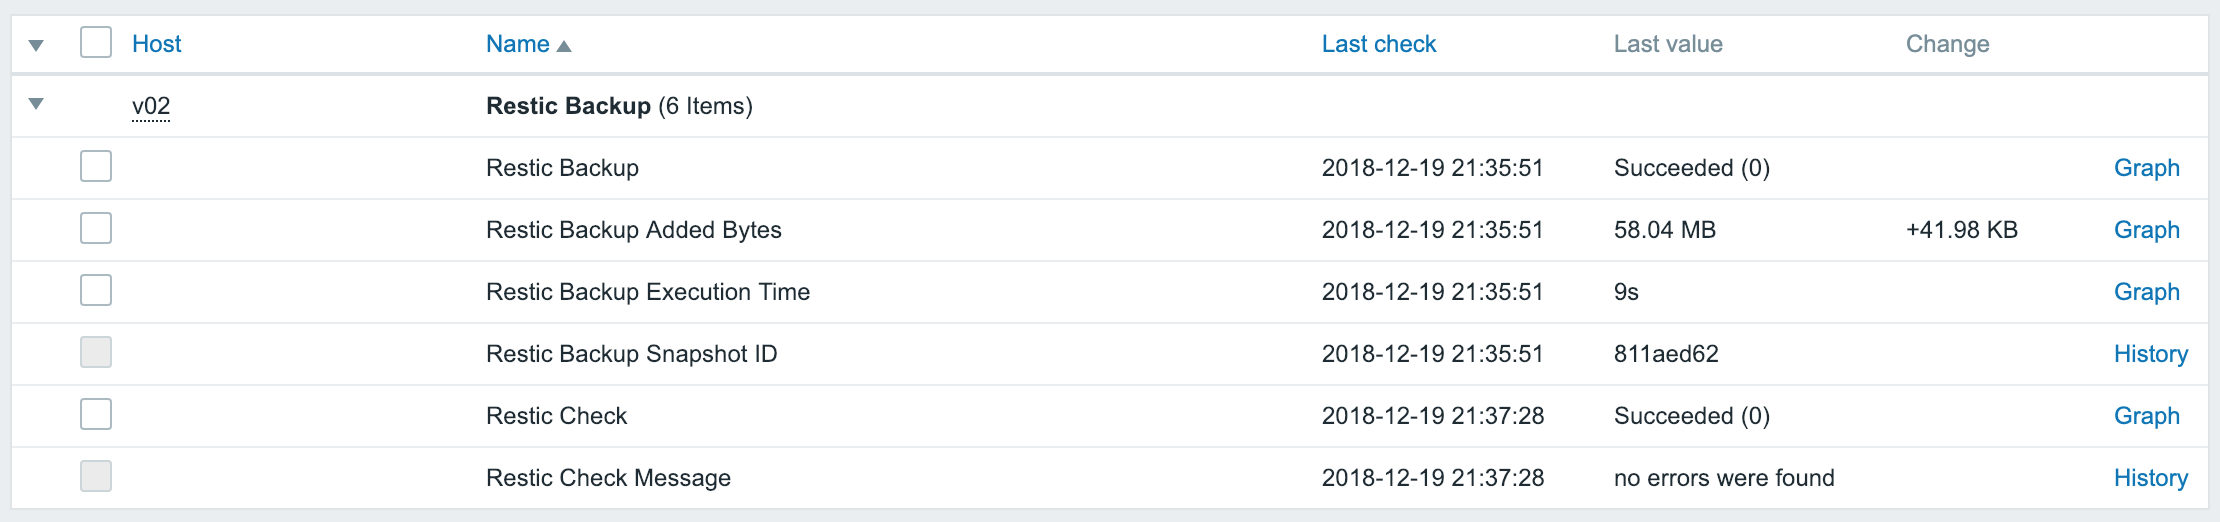 Host Name Last check Last value Change
v02 Restic Backup (6 Items)
Restic Backup 2018-12-19 21:35:51 Succeeded (0) Graph
Restic Backup Added Bytes 2018-12-19 21:35:51 58.04 MB +41.98 KB Graph
Restic Backup Execution Time 2018-12-19 21:35:51 9s Graph
Restic Backup Snapshot ID 2018-12-19 21:35:51 811aed62 History
Restic Check 2018-12-19 21:37:28 Succeeded (0) Graph
Restic Check Message 2018-12-19 21:37:28 no errors were found History